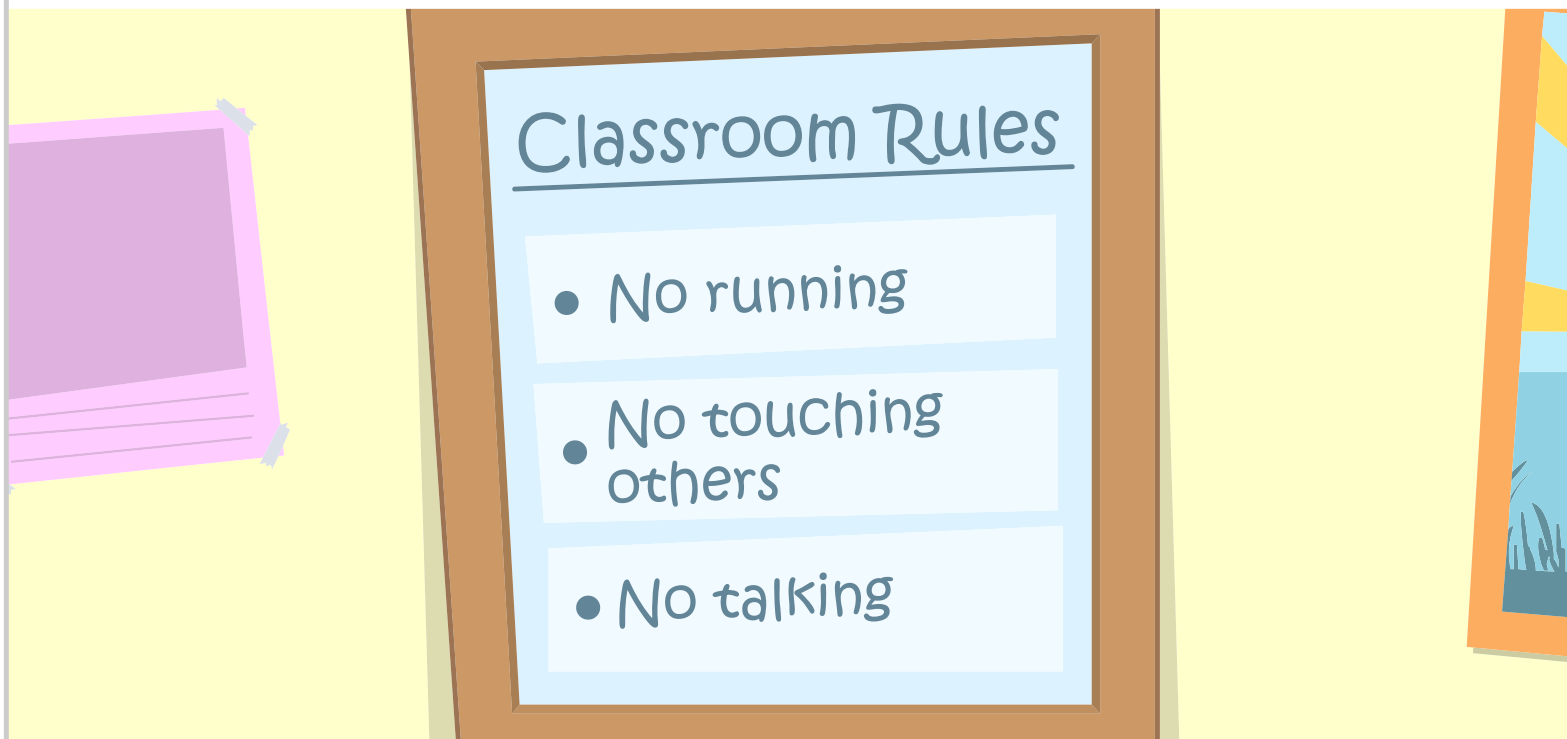 Classroom Rules
• No running
• No touching
others
• No talking